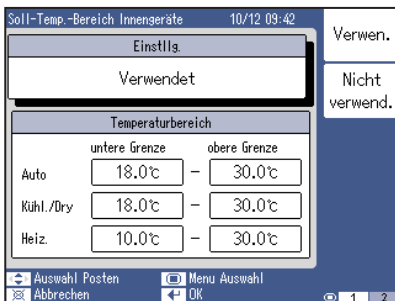 Soll-Temp.-Bereich Innengeräte 10/12 09:42
Einstllg.
Verwendet
Verwen.
Nicht
verwend.
Temperaturbereich
untere Grenze obere Grenze
Auto 18.0℃ – 30.0℃
Kühl./Dry 18.0℃ – 30.0℃
Heiz. 10.0℃ – 30.0℃
Auswahl Posten Menu Auswahl
Abbrechen OK
1 2